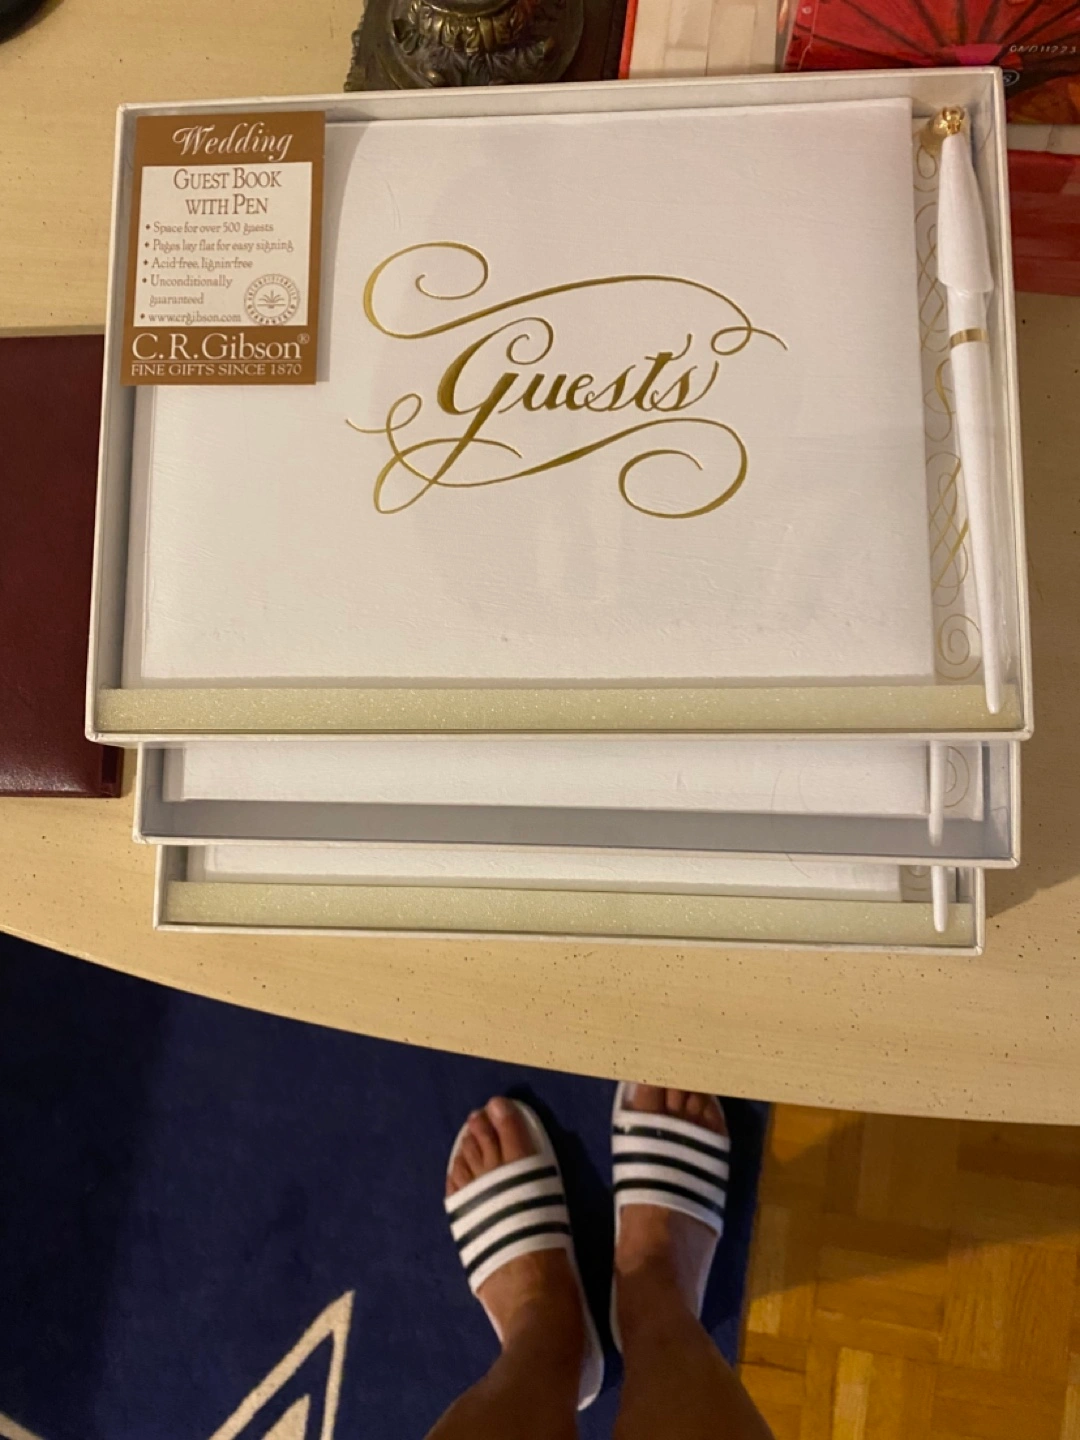 Wedding
GUEST BOOK
WITH PEN
• Space for over 500 guests
• Pages lay flat for easy signing
• Acid-free, lignin-free
• Unconditionally
guaranteed
• www.crgibson.com
C.R.Gibson®
FINE GIFTS SINCE 1870
Guests